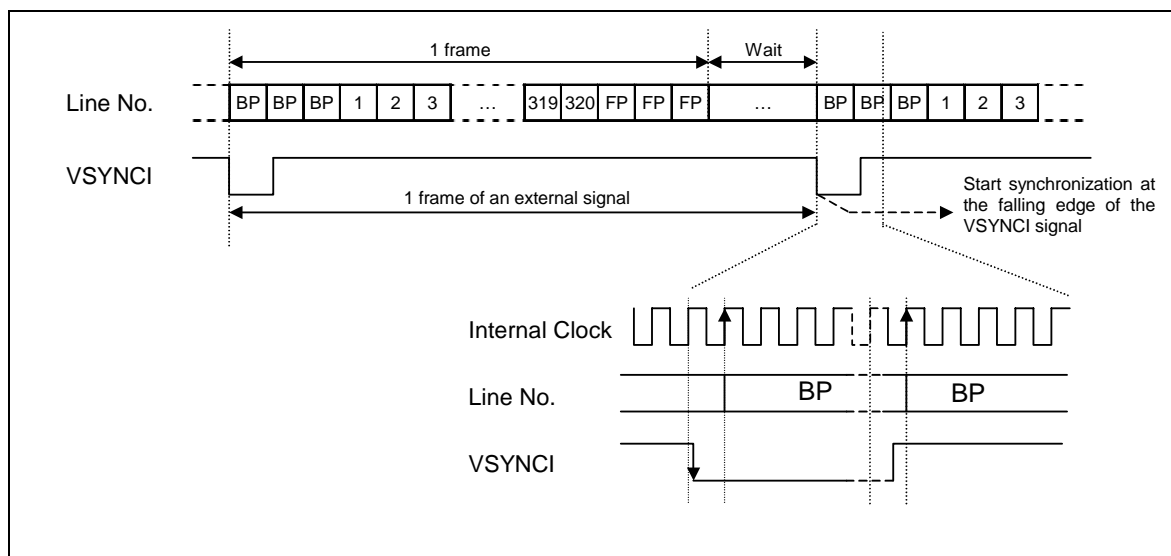 1 frame Wait
Line No. BP BP BP 1 2 3 ... 319 320 FP FP FP ... BP BP BP 1 2 3
VSYNCI
1 frame of an external signal
Start synchronization at
the falling edge of the
VSYNCI signal
Internal Clock
Line No. BP BP
VSYNCI